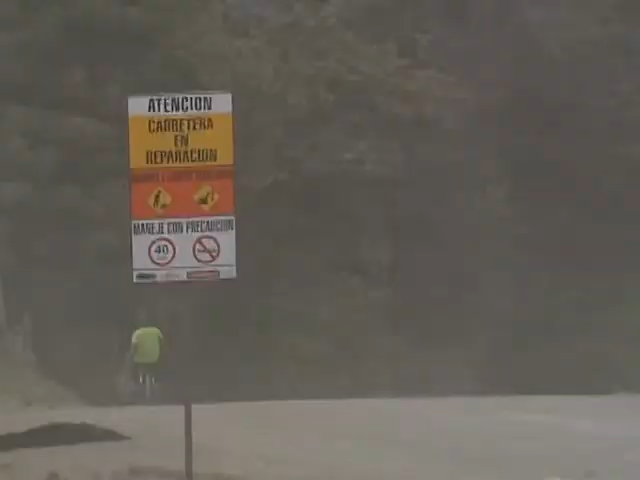 ATENCION
CARRETERA
EN
REPARACION
MANEJE CON PRECAUCION
40